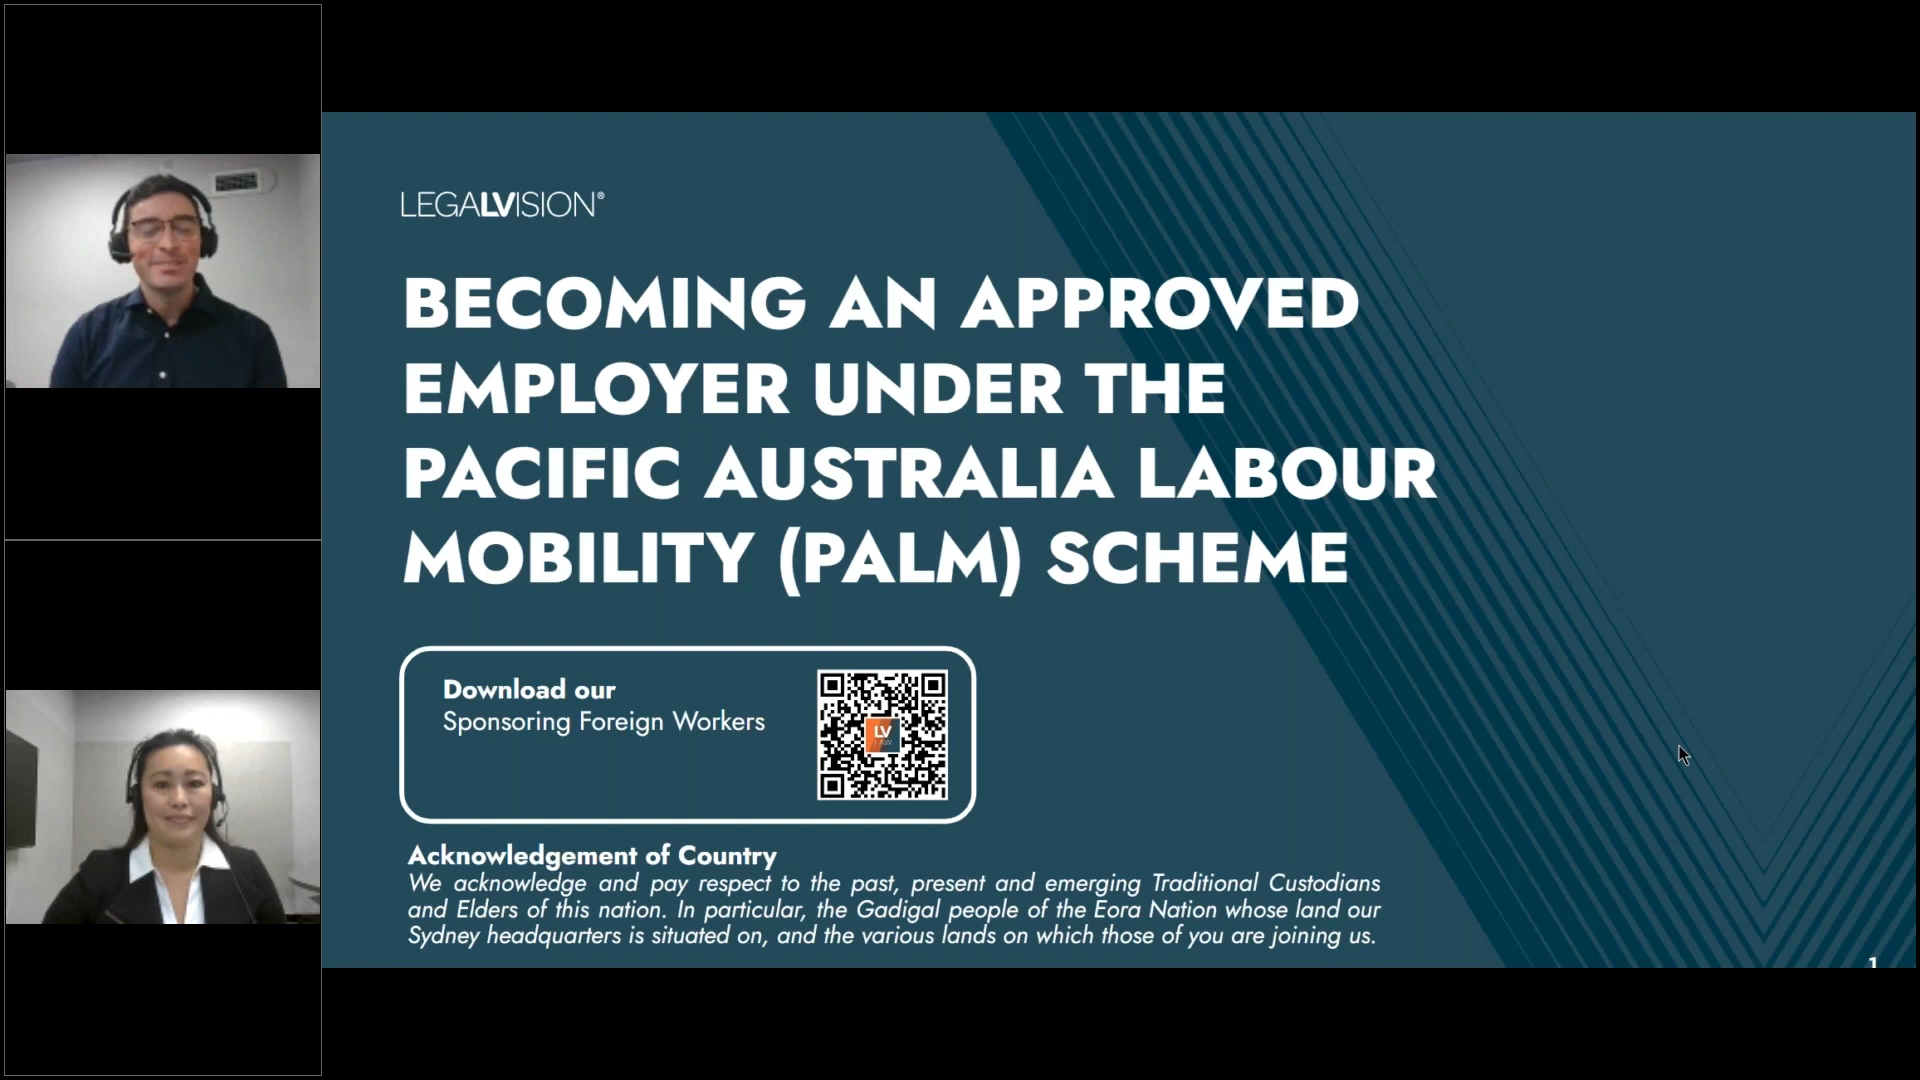 LEGALVISION®
BECOMING AN APPROVED
EMPLOYER UNDER THE
PACIFIC AUSTRALIA LABOUR
MOBILITY (PALM) SCHEME
Download our
Sponsoring Foreign Workers
LV
LAW
Acknowledgement of Country
We acknowledge and pay respect to the past, present and emerging Traditional Custodians
and Elders of this nation. In particular, the Gadigal people of the Eora Nation whose land our
Sydney headquarters is situated on, and the various lands on which those of you are joining us.
1